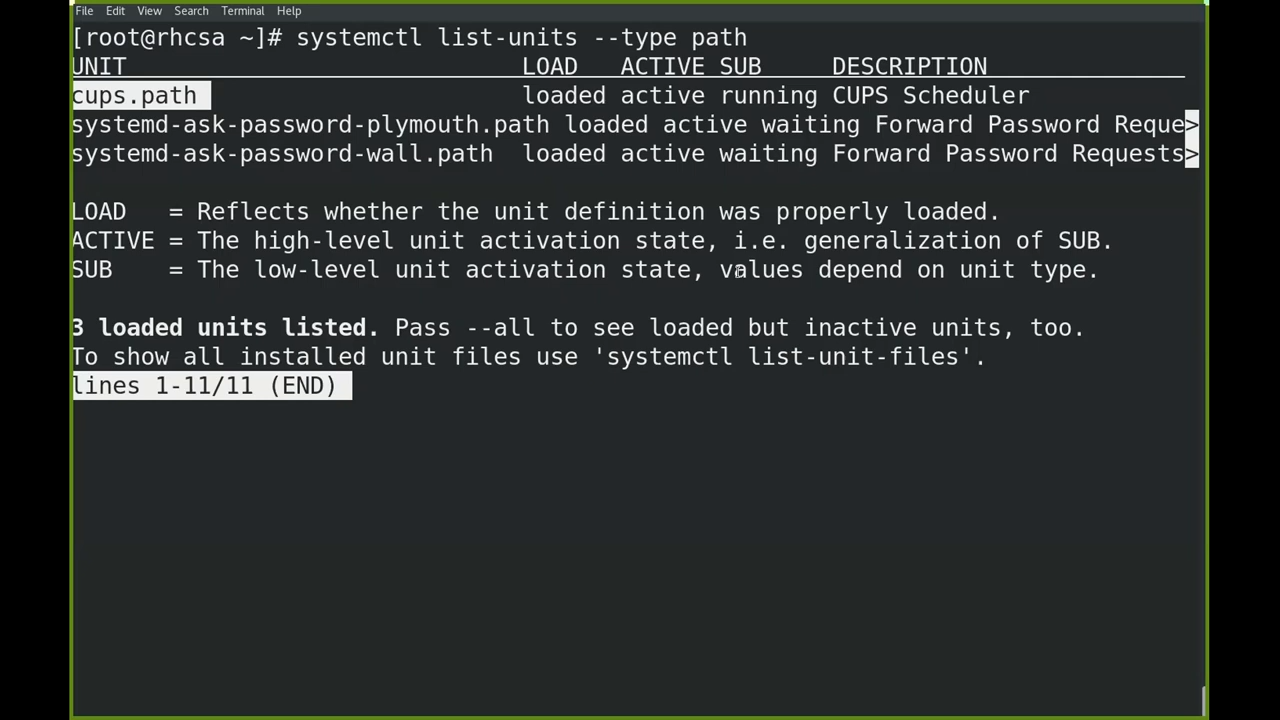 File Edit View Search Terminal Help
[root@rhcsa ~]# systemctl list-units --type path
UNIT LOAD ACTIVE SUB DESCRIPTION
cups.path loaded active running CUPS Scheduler
systemd-ask-password-plymouth.path loaded active waiting Forward Password Reque>
systemd-ask-password-wall.path loaded active waiting Forward Password Requests>
LOAD = Reflects whether the unit definition was properly loaded.
ACTIVE = The high-level unit activation state, i.e. generalization of SUB.
SUB = The low-level unit activation state, values depend on unit type.
3 loaded units listed. Pass --all to see loaded but inactive units, too.
To show all installed unit files use 'systemctl list-unit-files'.
lines 1-11/11 (END)